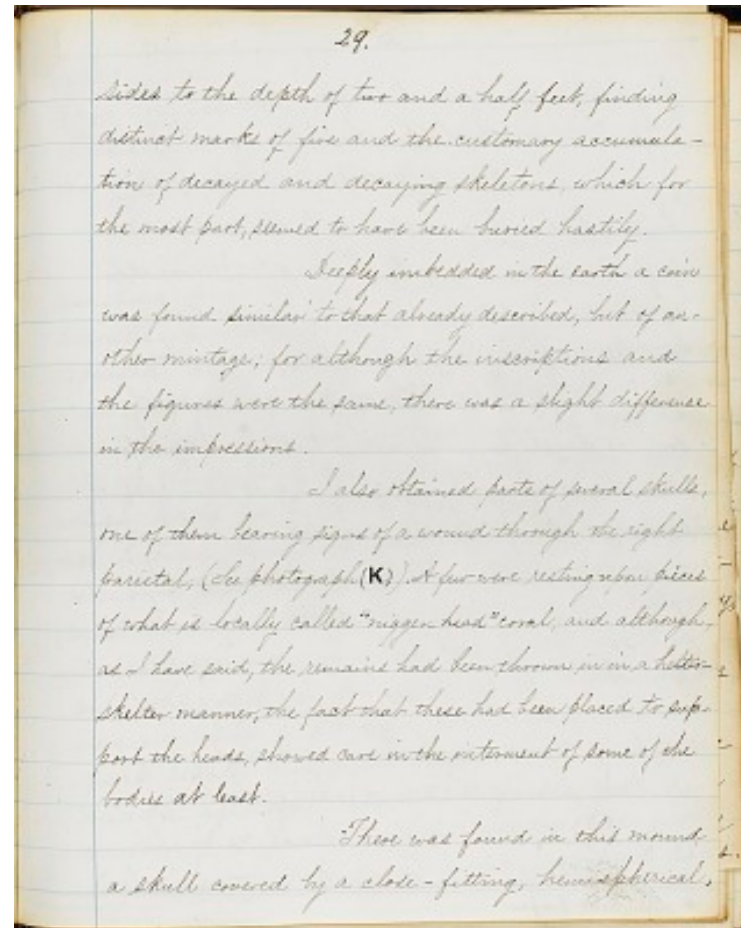 29.
sides to the depth of two and a half feet, finding
distinct marks of fire and the customary accumula-
tion of decayed and decaying skeletons, which for
the most part, seemed to have been buried hastily.
Deeply imbedded in the earth a coin
was found similar to that already described, but of an-
other mintage; for although the inscriptions and
the figures were the same, there was a slight difference
in the impressions.
I also obtained parts of several skulls,
one of them bearing signs of a wound through the right
parietal, (See photograph (K)). A few were resting upon pieces
of what is locally called "nigger head" coral, and although,
as I have said, the remains had been thrown in in a helter-
skelter manner, the fact that these had been placed to sup-
port the heads, showed care in the interment of some of the
bodies at least.
There was found in this mound
a skull covered by a close-fitting, hemispherical,